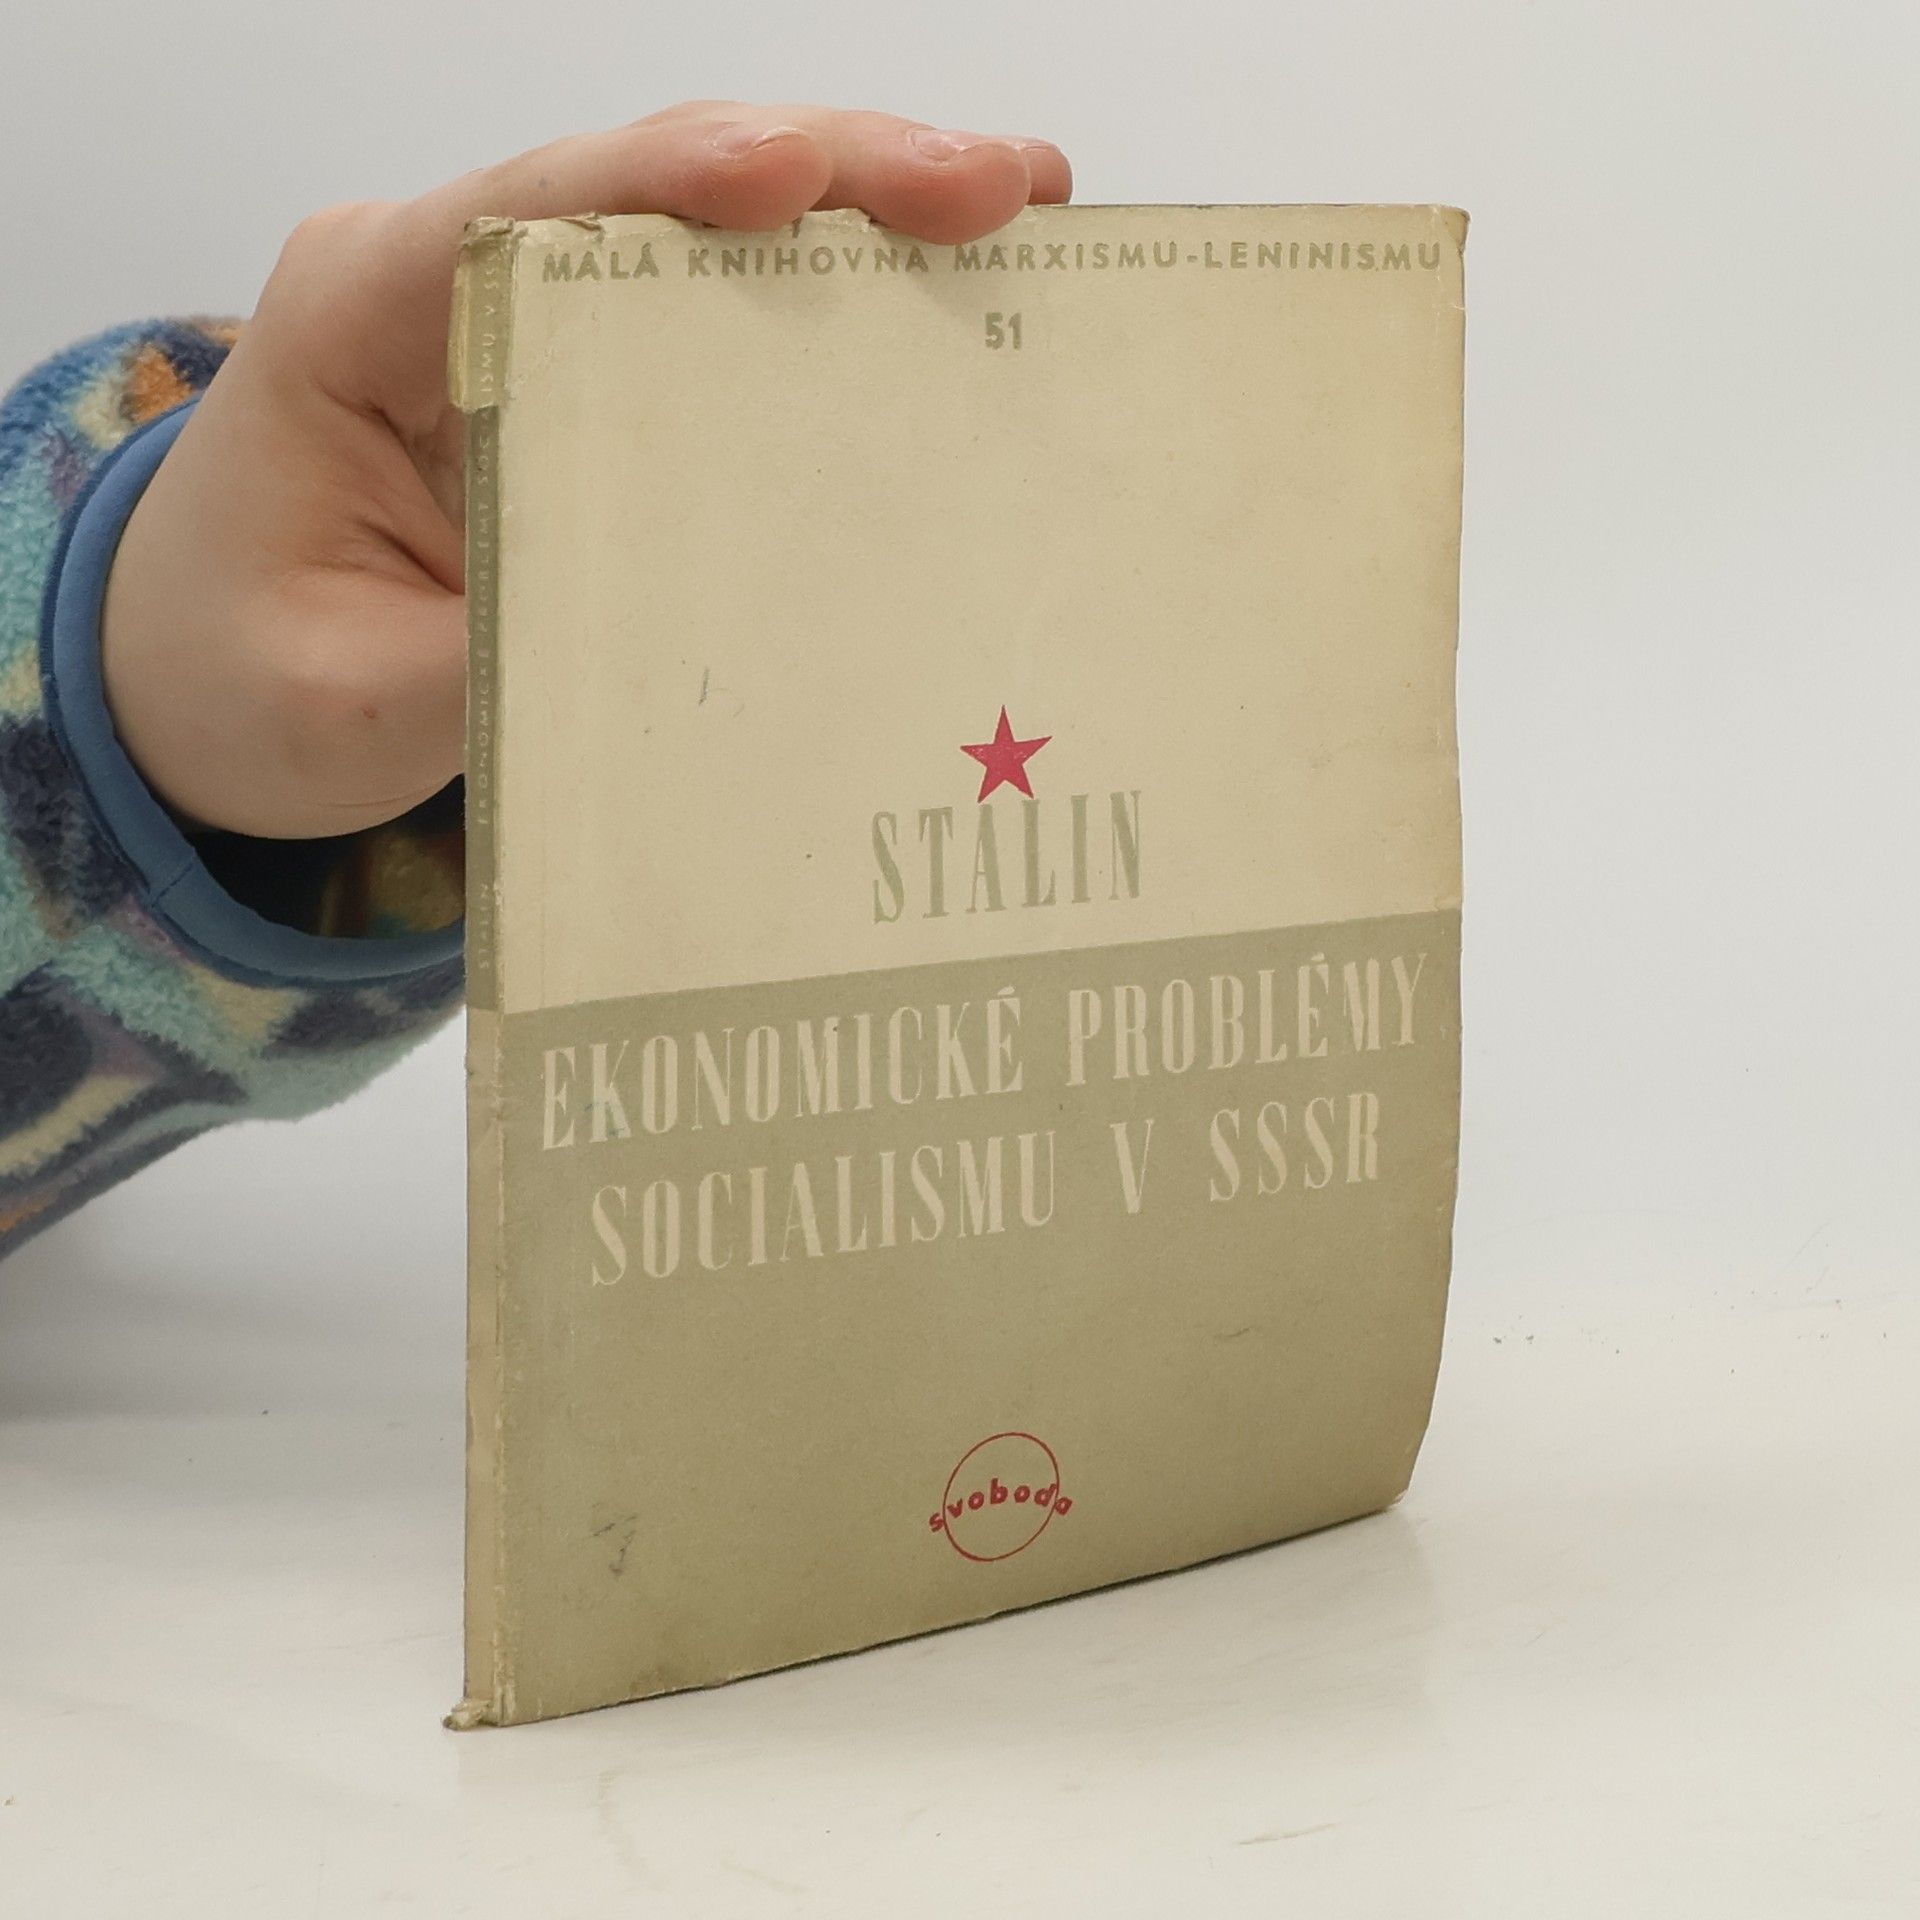 MALÁ KNIHOVNA MARXISMU-LENINISMU
51
STALIN
EKONOMICKÉ PROBLÉMY
SOCIALISMU V SSSR
svoboda
STALIN EKONOMICKÉ PROBLÉMY SOCIALISMU V SSSR